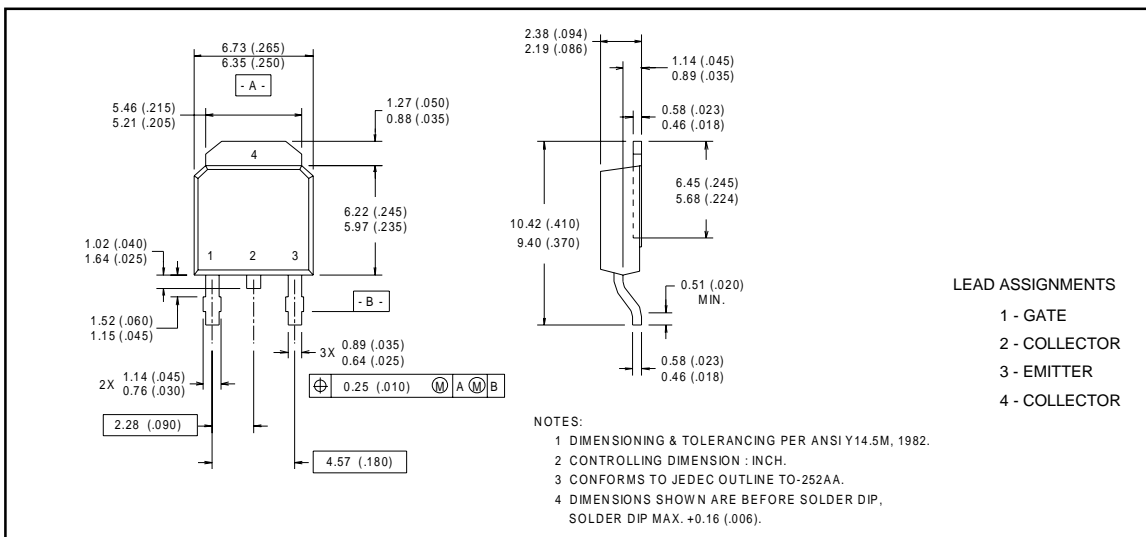 6.73 (.265)
6.35 (.250)
- A -
5.46 (.215)
5.21 (.205)
1.27 (.050)
0.88 (.035)
4
6.22 (.245)
5.97 (.235)
1.02 (.040)
1.64 (.025)
1 2 3
- B -
1.52 (.060)
1.15 (.045)
3X 0.89 (.035)
0.64 (.025)
2X 1.14 (.045)
0.76 (.030)
⌖ 0.25 (.010) Ⓜ A Ⓜ B
2.28 (.090)
4.57 (.180)
2.38 (.094)
2.19 (.086)
1.14 (.045)
0.89 (.035)
0.58 (.023)
0.46 (.018)
6.45 (.245)
5.68 (.224)
10.42 (.410)
9.40 (.370)
0.51 (.020)
MIN.
0.58 (.023)
0.46 (.018)
LEAD ASSIGNMENTS
1 - GATE
2 - COLLECTOR
3 - EMITTER
4 - COLLECTOR
NOTES:
1 DIMENSIONING & TOLERANCING PER ANSI Y14.5M, 1982.
2 CONTROLLING DIMENSION : INCH.
3 CONFORMS TO JEDEC OUTLINE TO-252AA.
4 DIMENSIONS SHOWN ARE BEFORE SOLDER DIP,
SOLDER DIP MAX. +0.16 (.006).